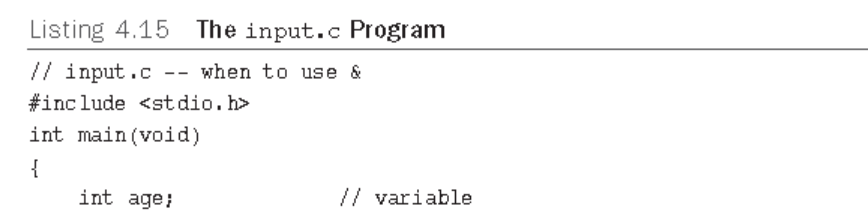 Listing 4.15 The input.c Program
// input.c -- when to use &
#include <stdio.h>
int main(void)
{
    int age;                // variable